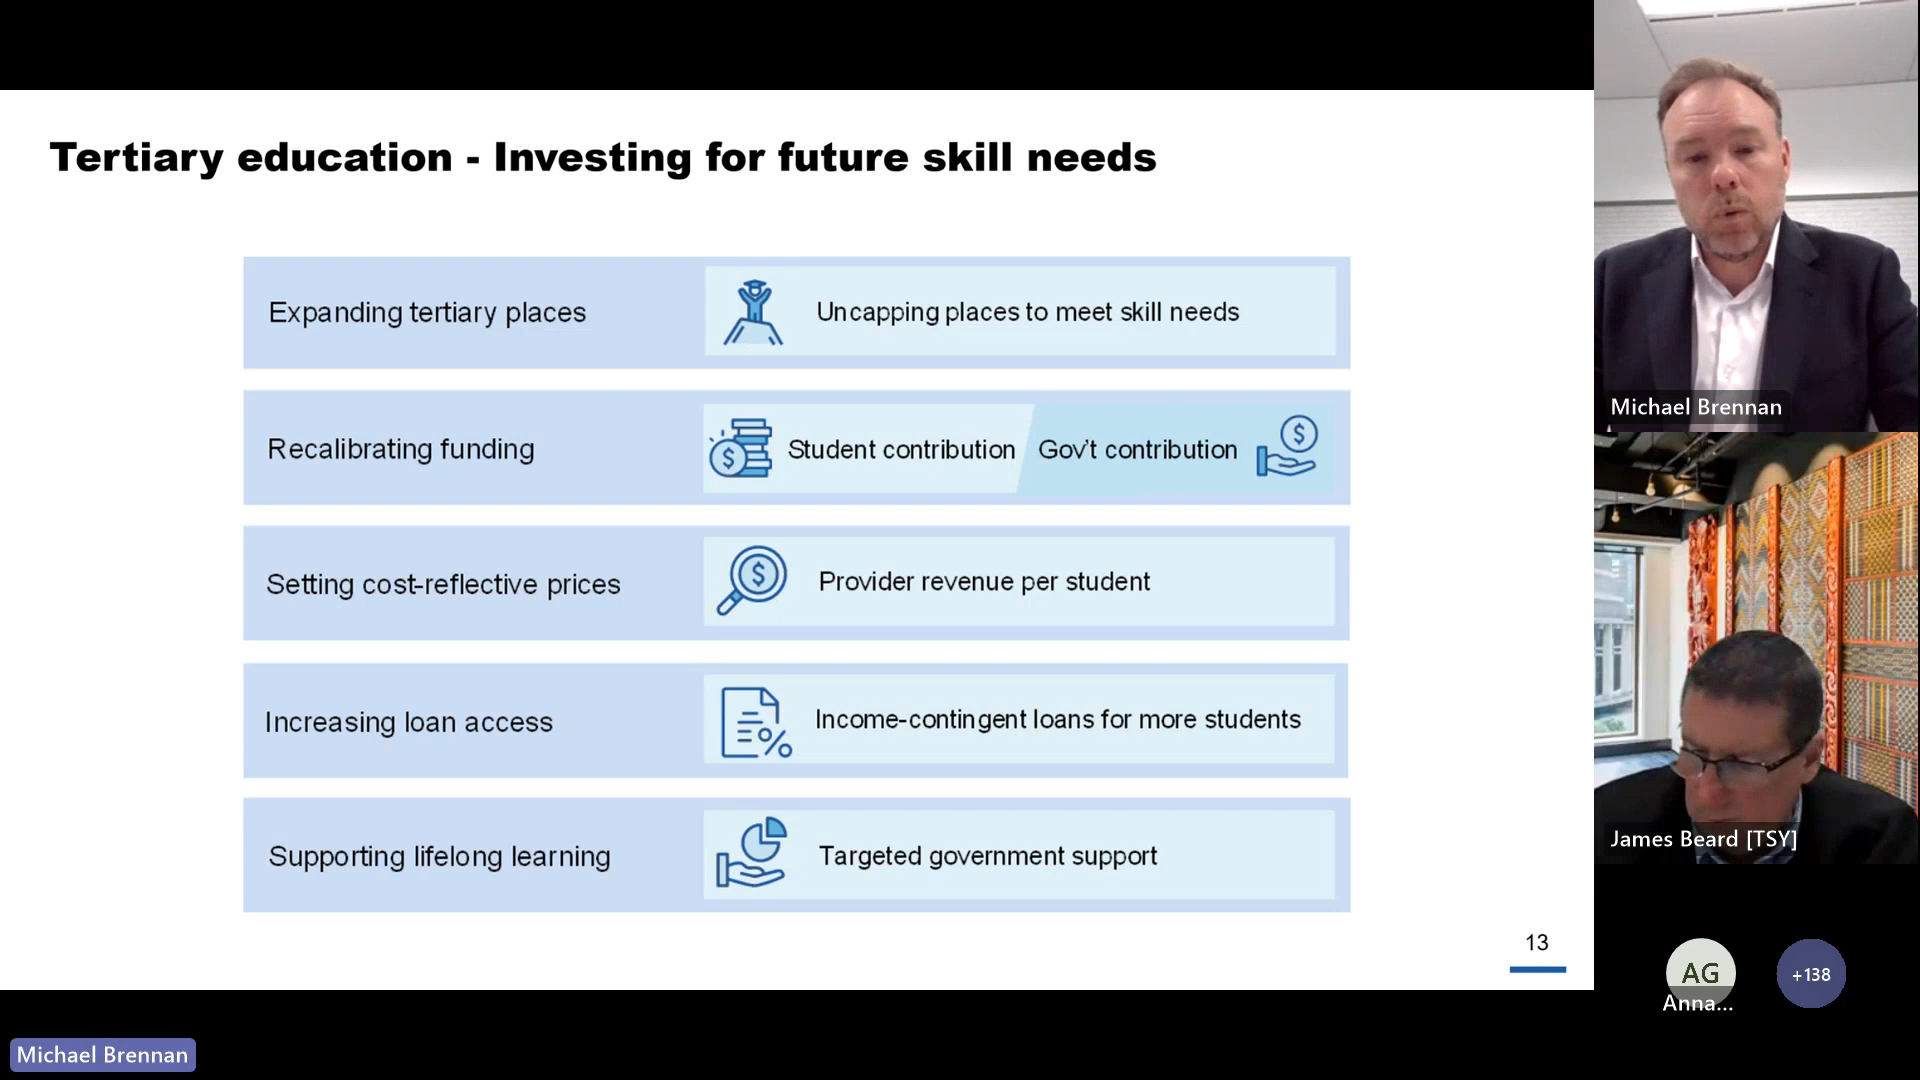 Tertiary education - Investing for future skill needs
Expanding tertiary places
Uncapping places to meet skill needs
Recalibrating funding
Student contribution
Gov't contribution
Setting cost-reflective prices
Provider revenue per student
Increasing loan access
Income-contingent loans for more students
Supporting lifelong learning
Targeted government support
13
Michael Brennan
James Beard [TSY]
AG
Anna...
+138
Michael Brennan